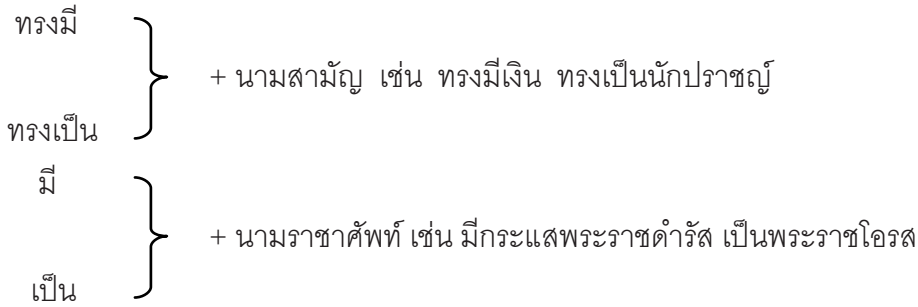 ทรงมี
+ นามสามัญ เช่น ทรงมีเงิน ทรงเป็นนักปราชญ์
ทรงเป็น
มี
+ นามราชาศัพท์ เช่น มีกระแสพระราชดำรัส เป็นพระราชโอรส
เป็น